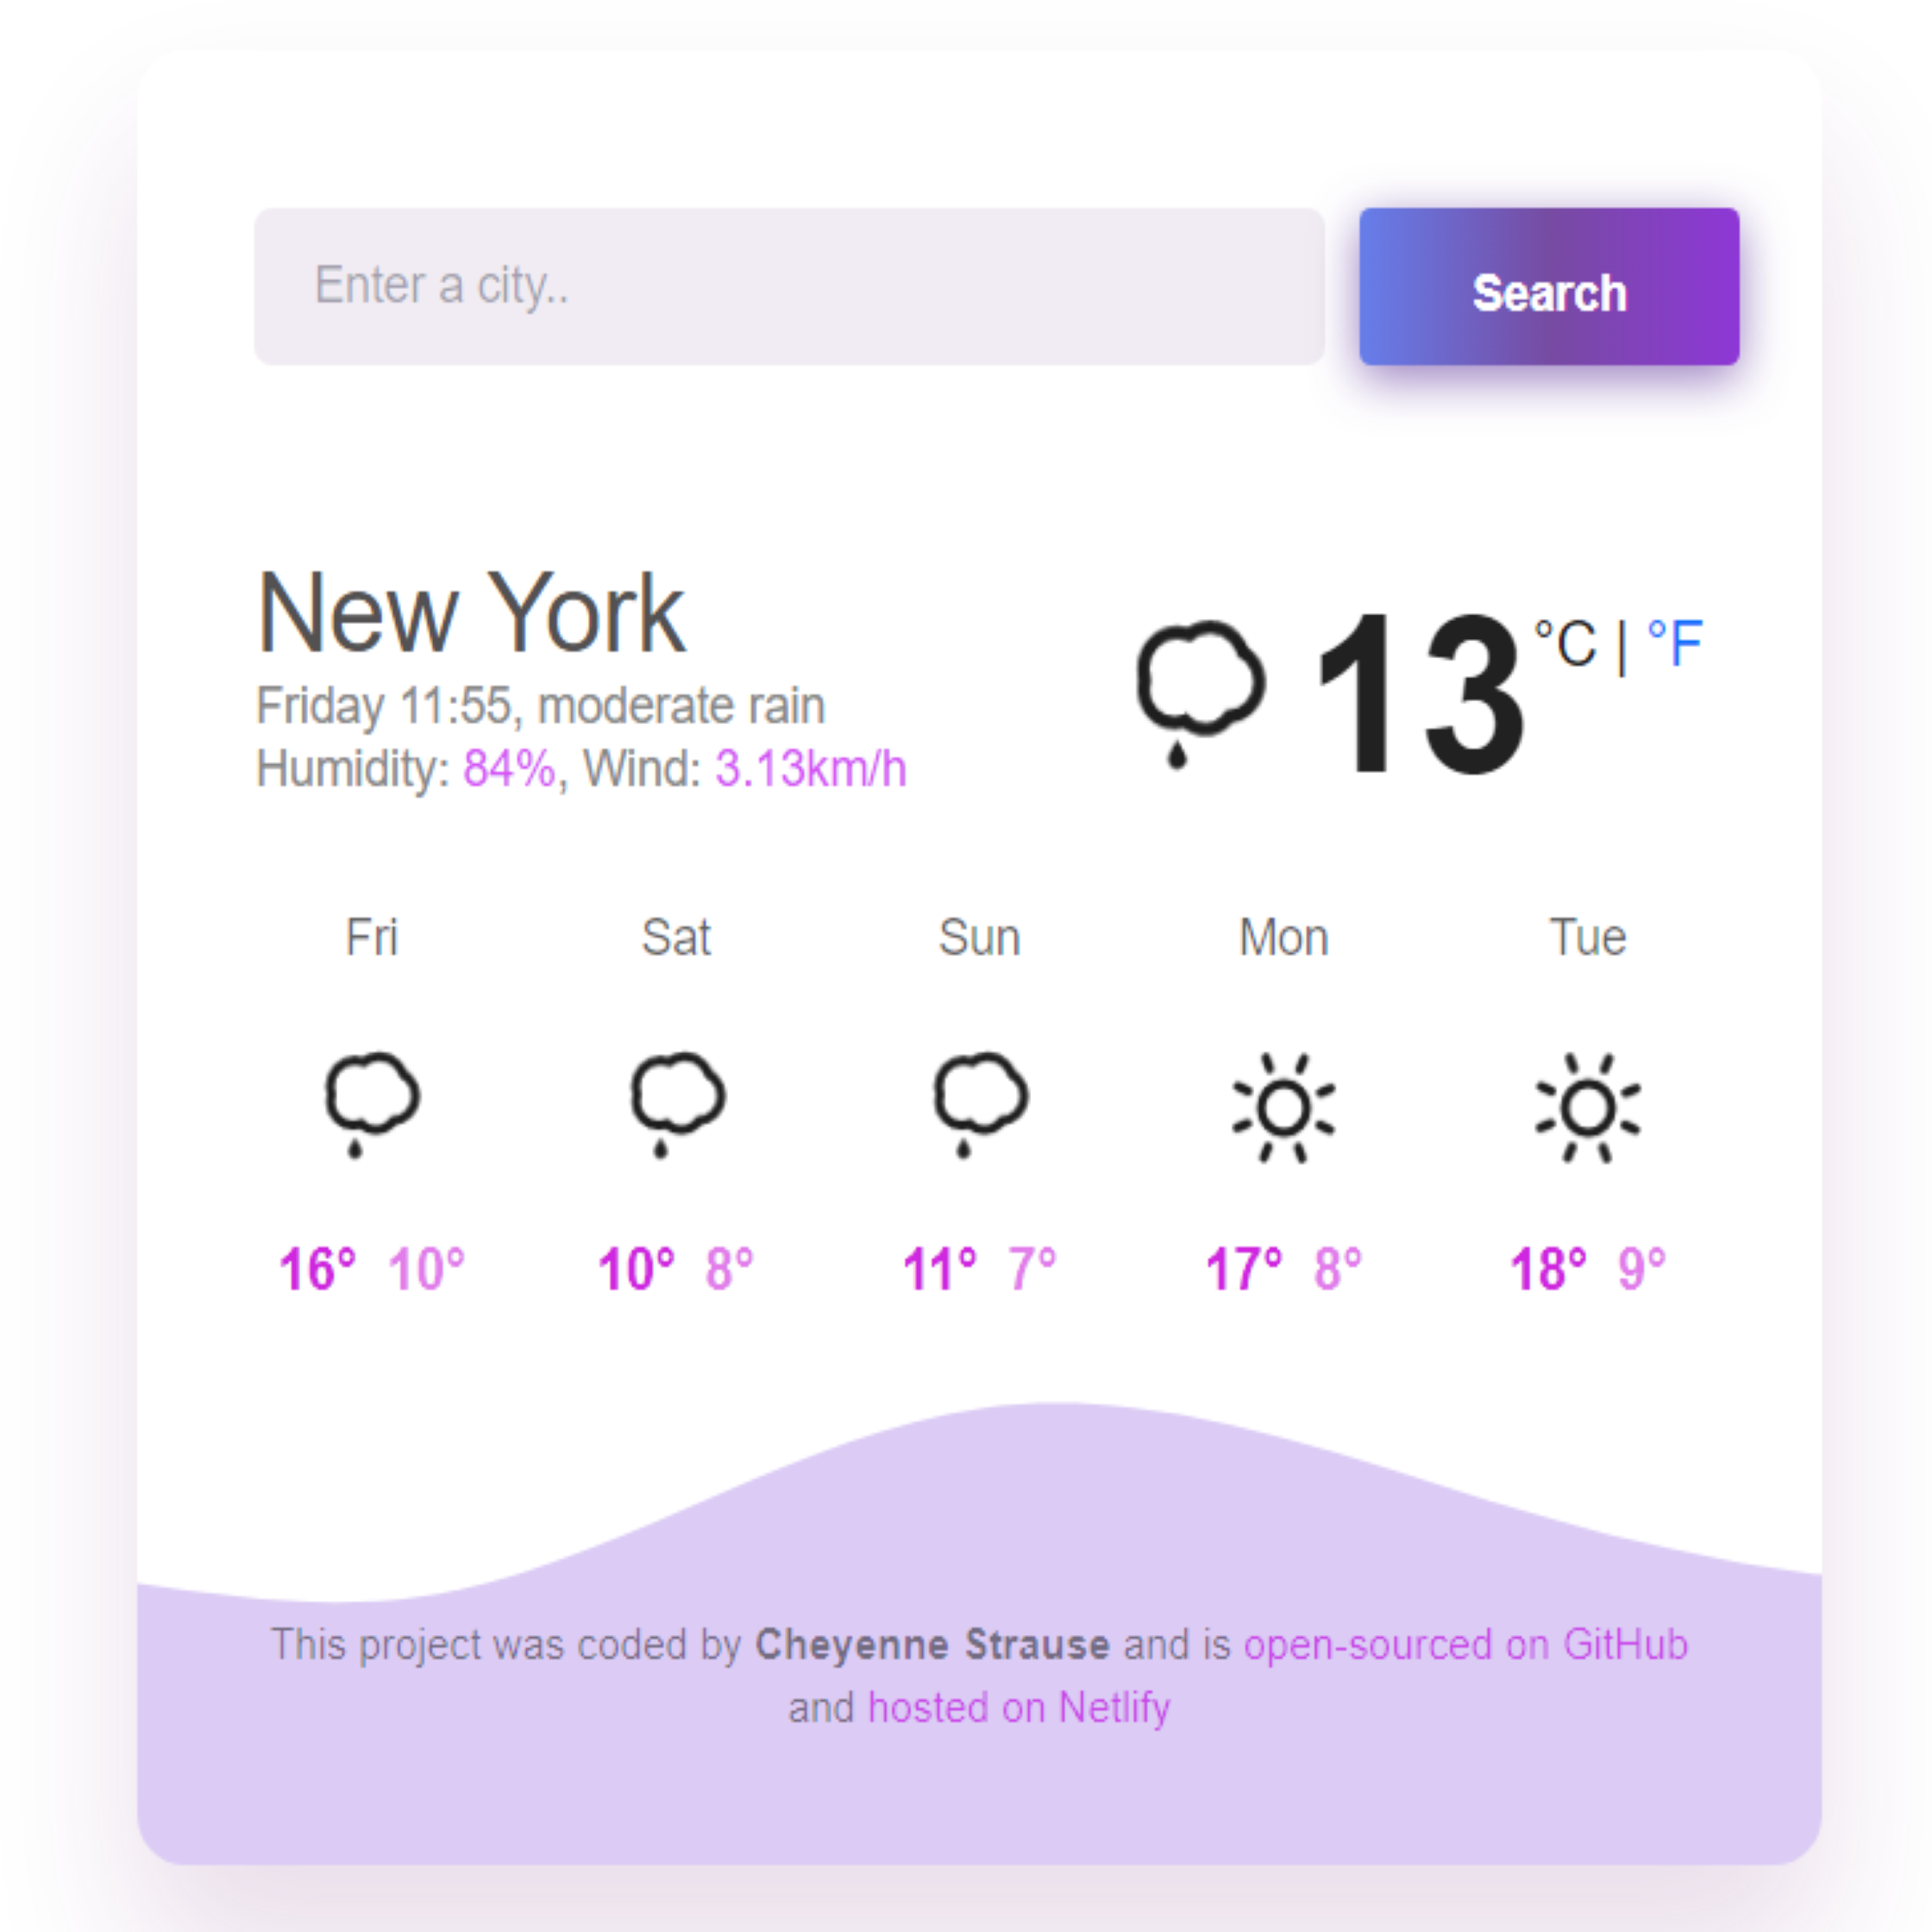 Enter a city..
Search
New York
Friday 11:55, moderate rain
Humidity: 84%, Wind: 3.13km/h
13 °C | °F
Fri Sat Sun Mon Tue
16° 10° 10° 8° 11° 7° 17° 8° 18° 9°
This project was coded by Cheyenne Strause and is open-sourced on GitHub
and hosted on Netlify